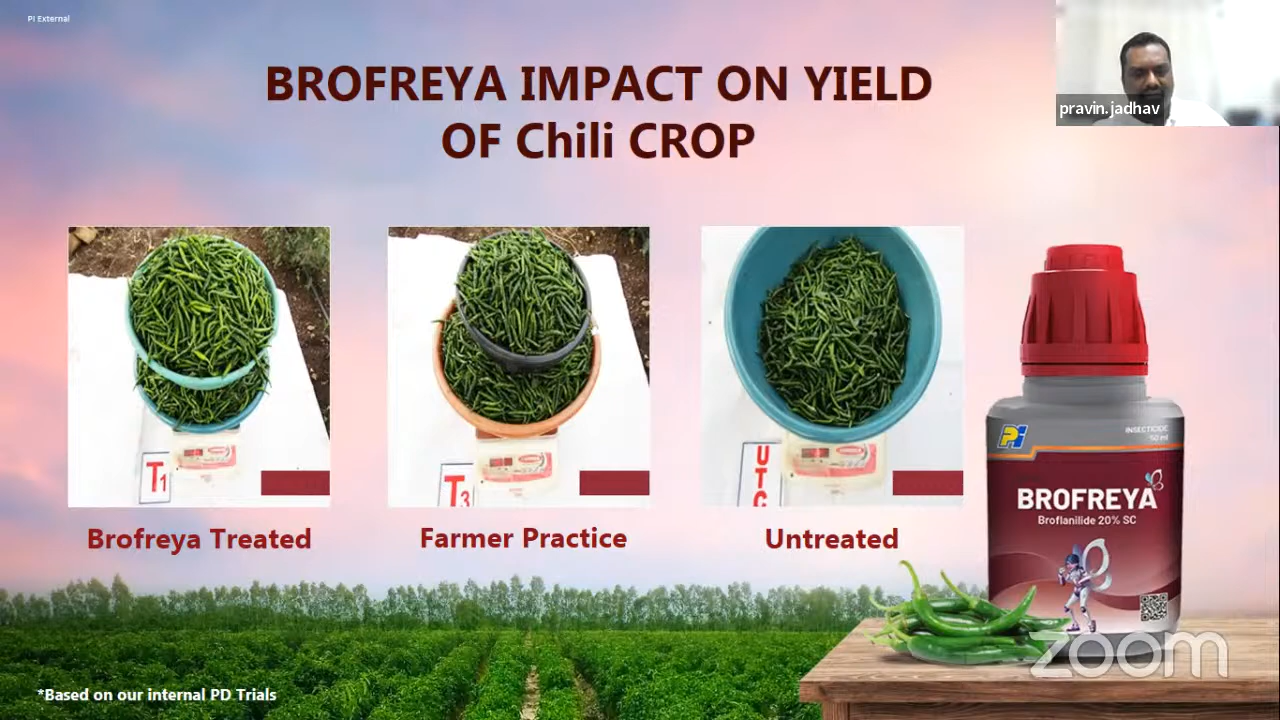 PI External
pravin.jadhav
BROFREYA IMPACT ON YIELD
OF Chili CROP
T1
T3
UTC
Brofreya Treated
Farmer Practice
Untreated
PI
INSECTICIDE
50 ml
BROFREYA
Broflanilide 20% SC
zoom
*Based on our internal PD Trials